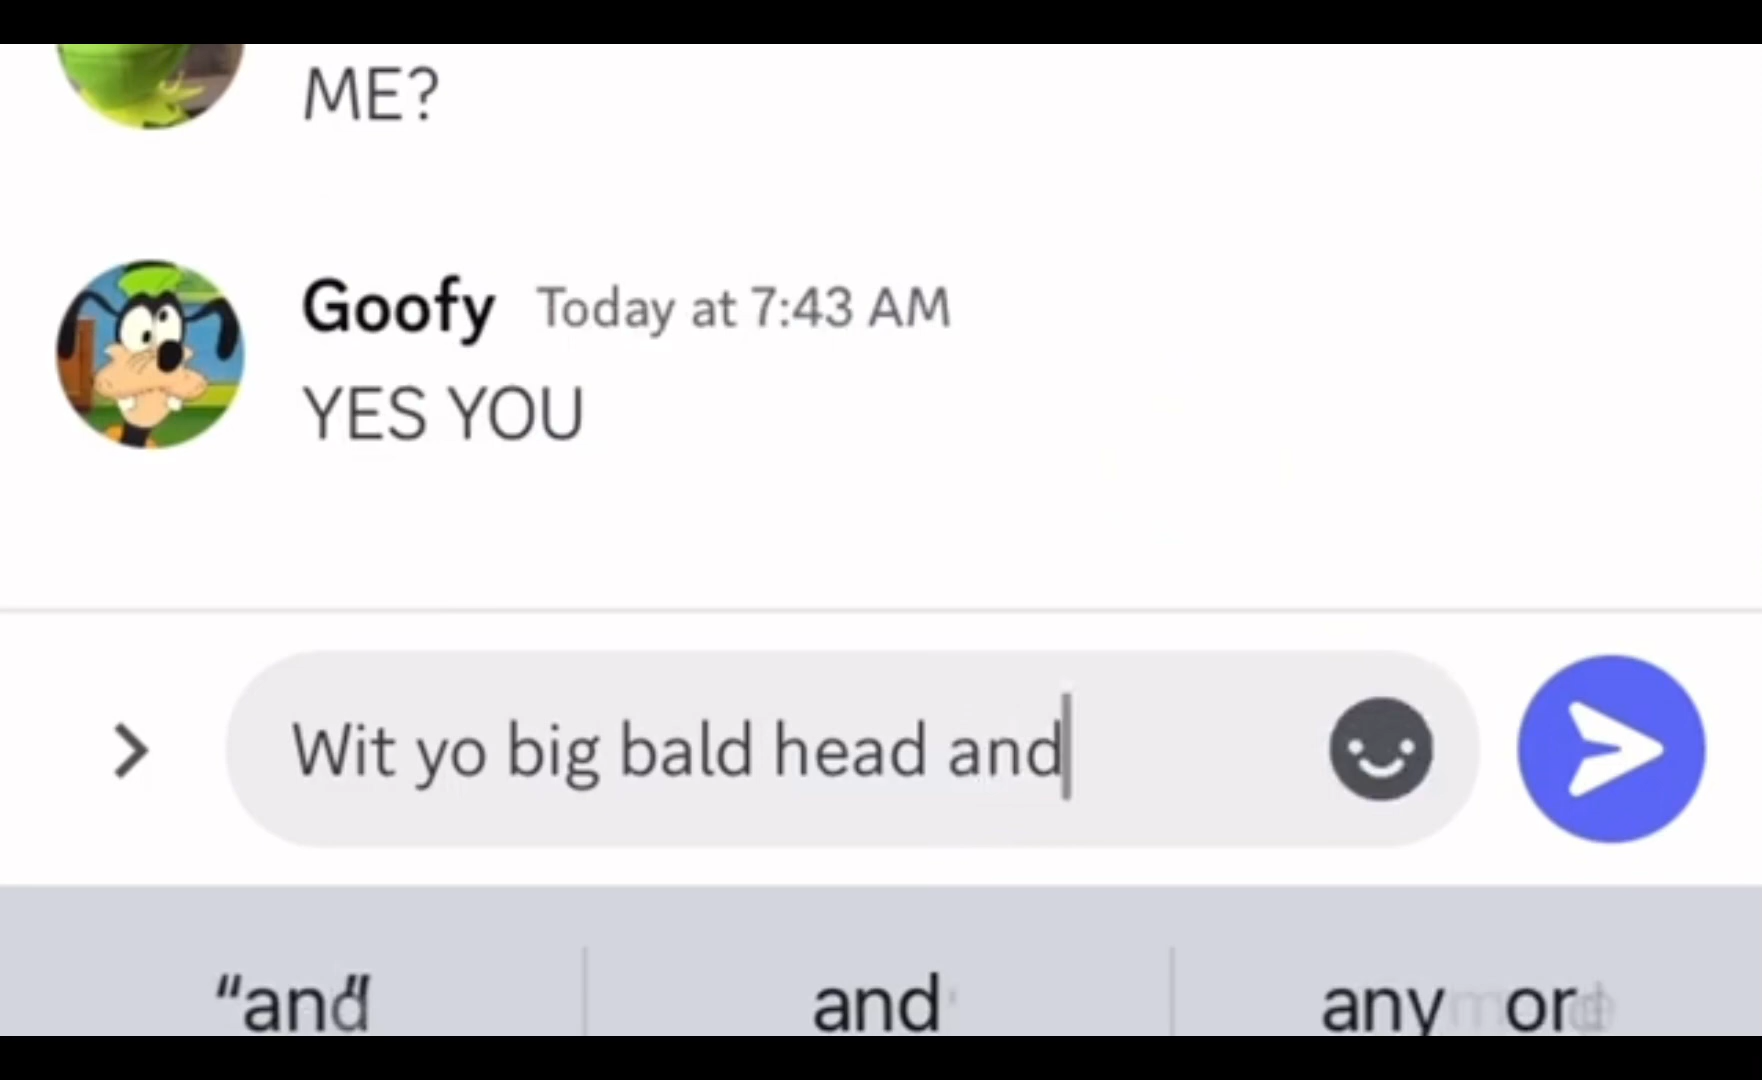 ME?
Goofy Today at 7:43 AM
YES YOU
Wit yo big bald head and
“and“ and any